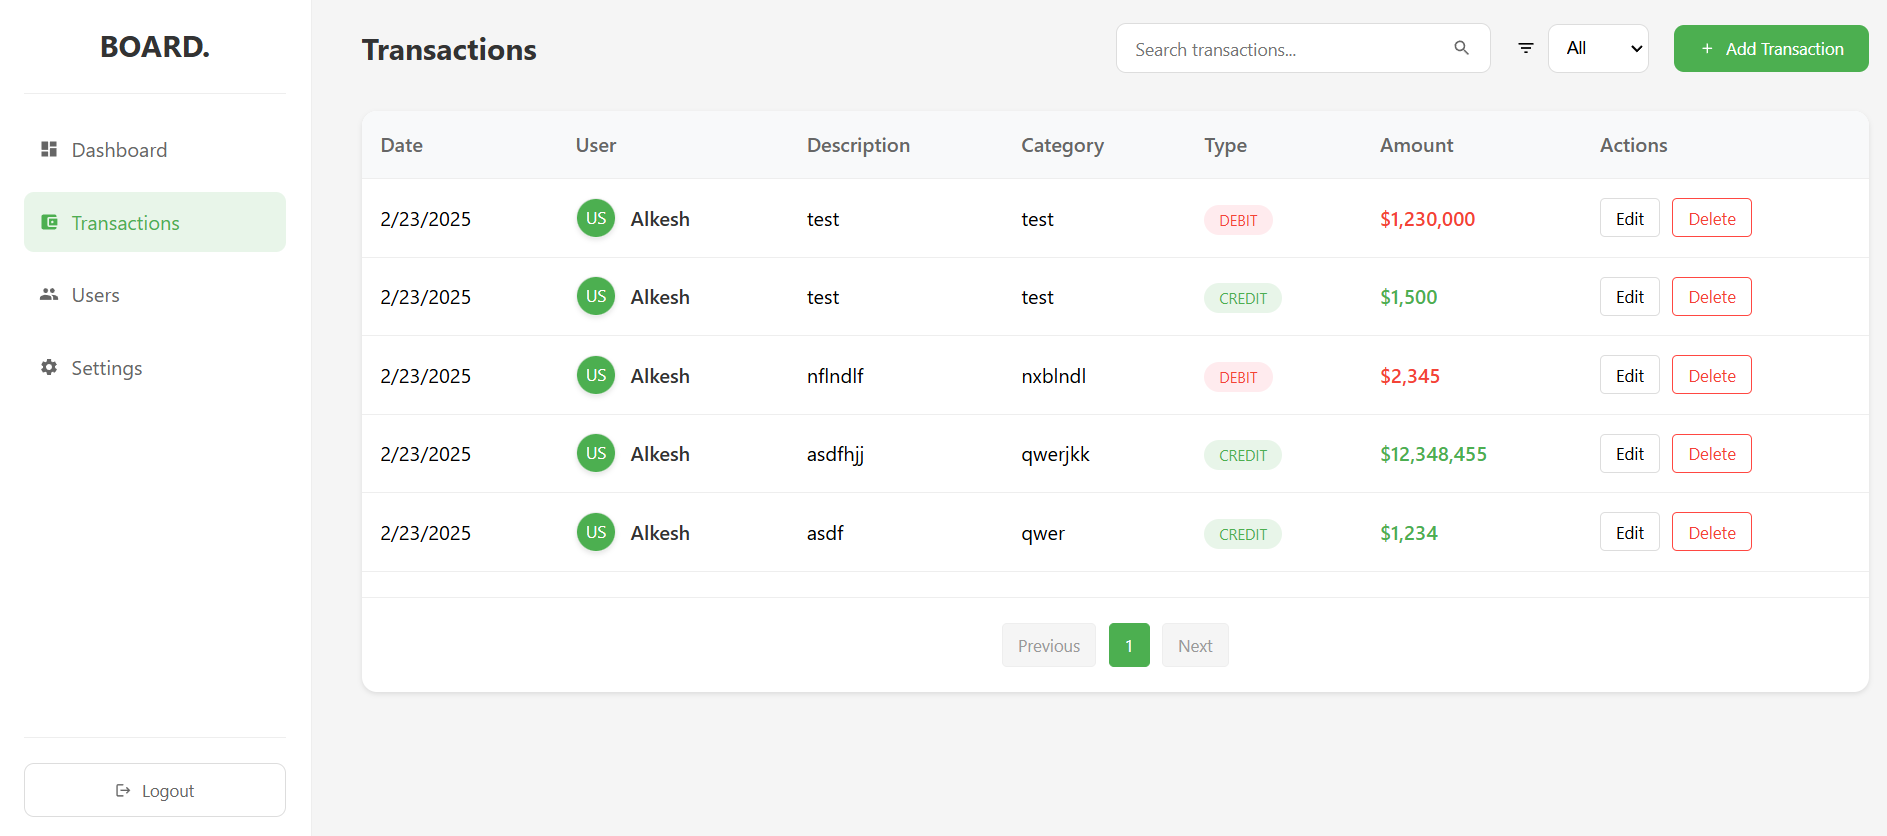 BOARD.
Dashboard
Transactions
Users
Settings
Logout
Transactions
Search transactions...
All
+ Add Transaction
Date User Description Category Type Amount Actions
2/23/2025 US Alkesh test test DEBIT $1,230,000 Edit Delete
2/23/2025 US Alkesh test test CREDIT $1,500 Edit Delete
2/23/2025 US Alkesh nflndlf nxblndl DEBIT $2,345 Edit Delete
2/23/2025 US Alkesh asdfhjj qwerjkk CREDIT $12,348,455 Edit Delete
2/23/2025 US Alkesh asdf qwer CREDIT $1,234 Edit Delete
Previous 1 Next